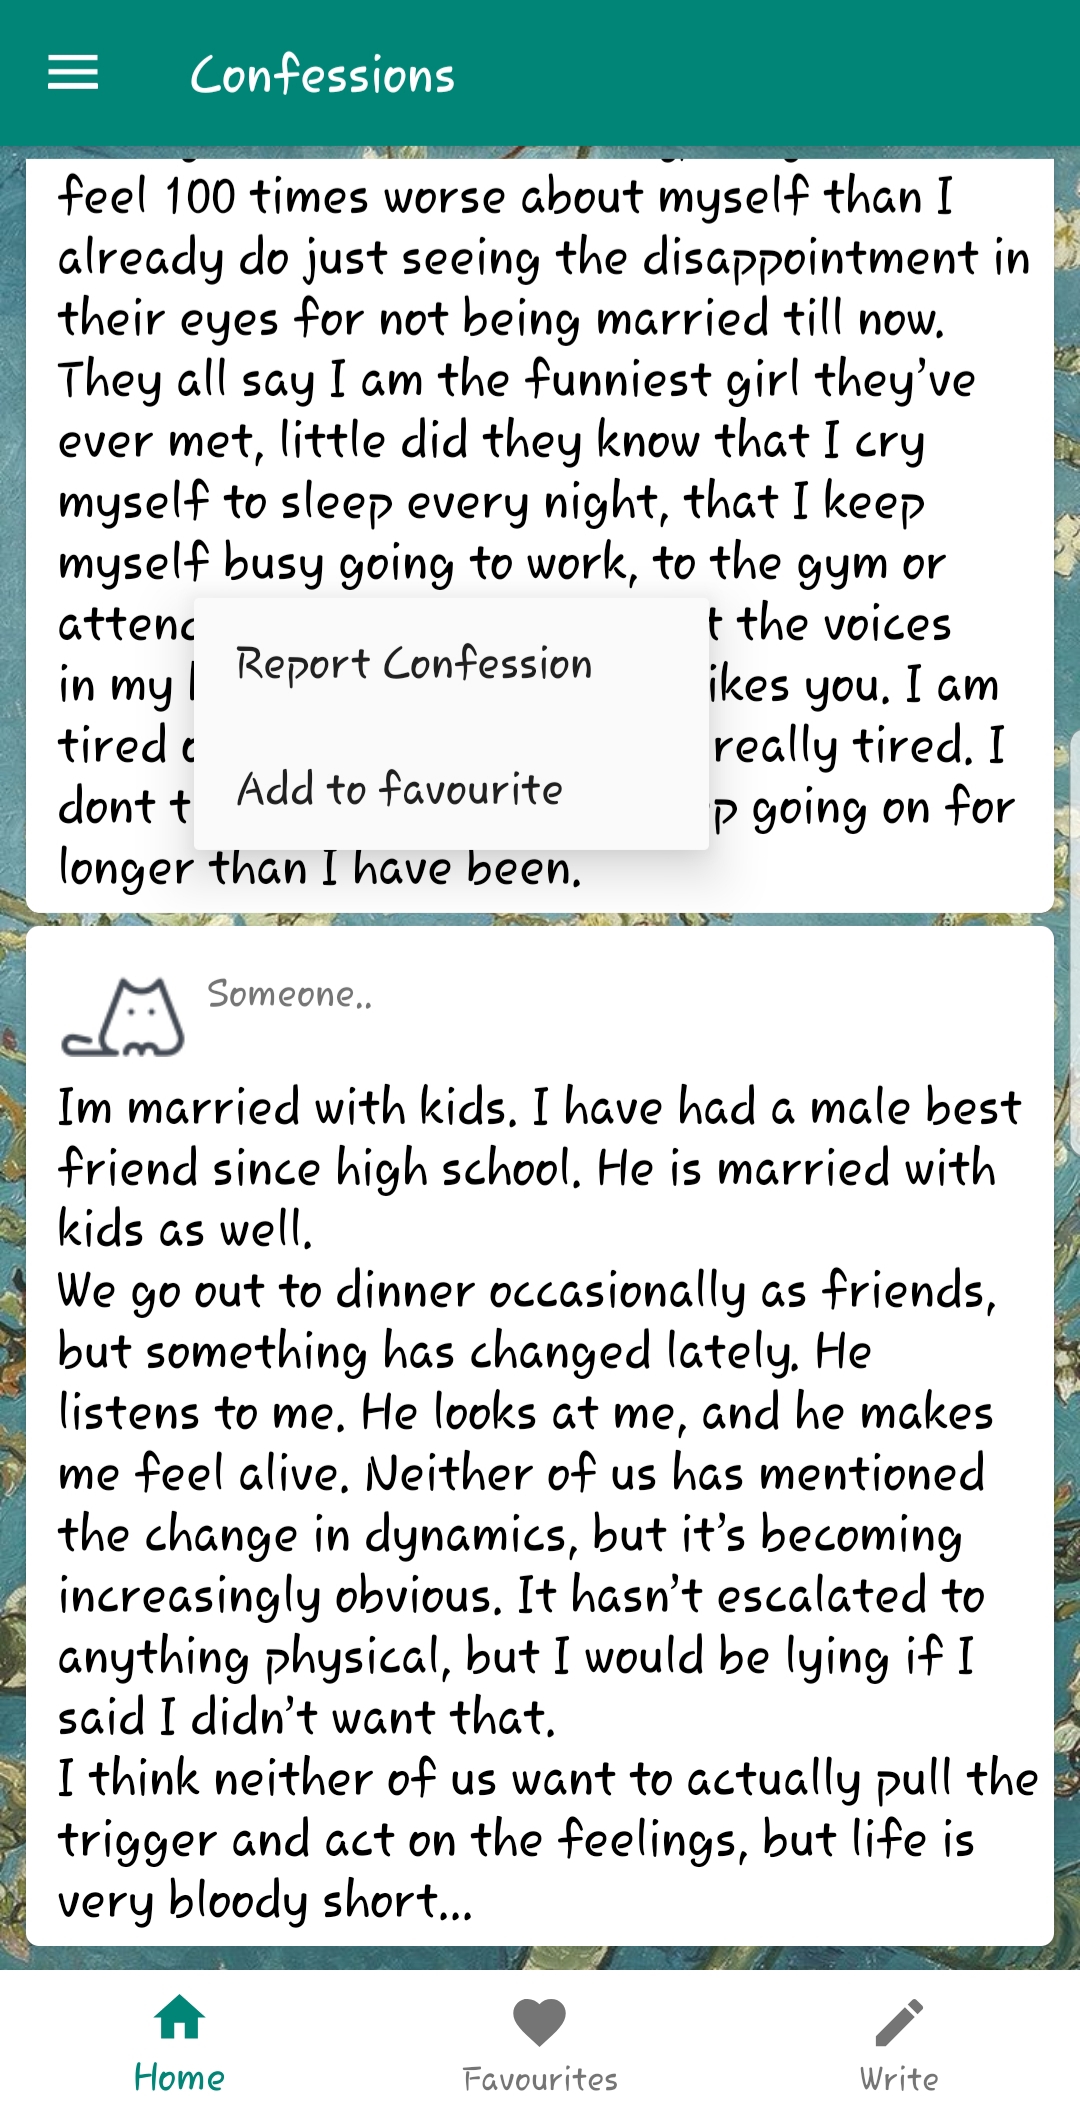 Confessions
feel 100 times worse about myself than I
already do just seeing the disappointment in
their eyes for not being married till now.
They all say I am the funniest girl they've
ever met, little did they know that I cry
myself to sleep every night, that I keep
myself busy going to work, to the gym or
the voices
in my you. I am
tired really tired. I
dont going on for
longer than I have been.
Report Confession
Add to favourite
Someone..
Im married with kids. I have had a male best
friend since high school. He is married with
kids as well.
We go out to dinner occasionally as friends,
but something has changed lately. He
listens to me. He looks at me, and he makes
me feel alive. Neither of us has mentioned
the change in dynamics, but it's becoming
increasingly obvious. It hasn't escalated to
anything physical, but I would be lying if I
said I didn't want that.
I think neither of us want to actually pull the
trigger and act on the feelings, but life is
very bloody short...
Home
Favourites
Write